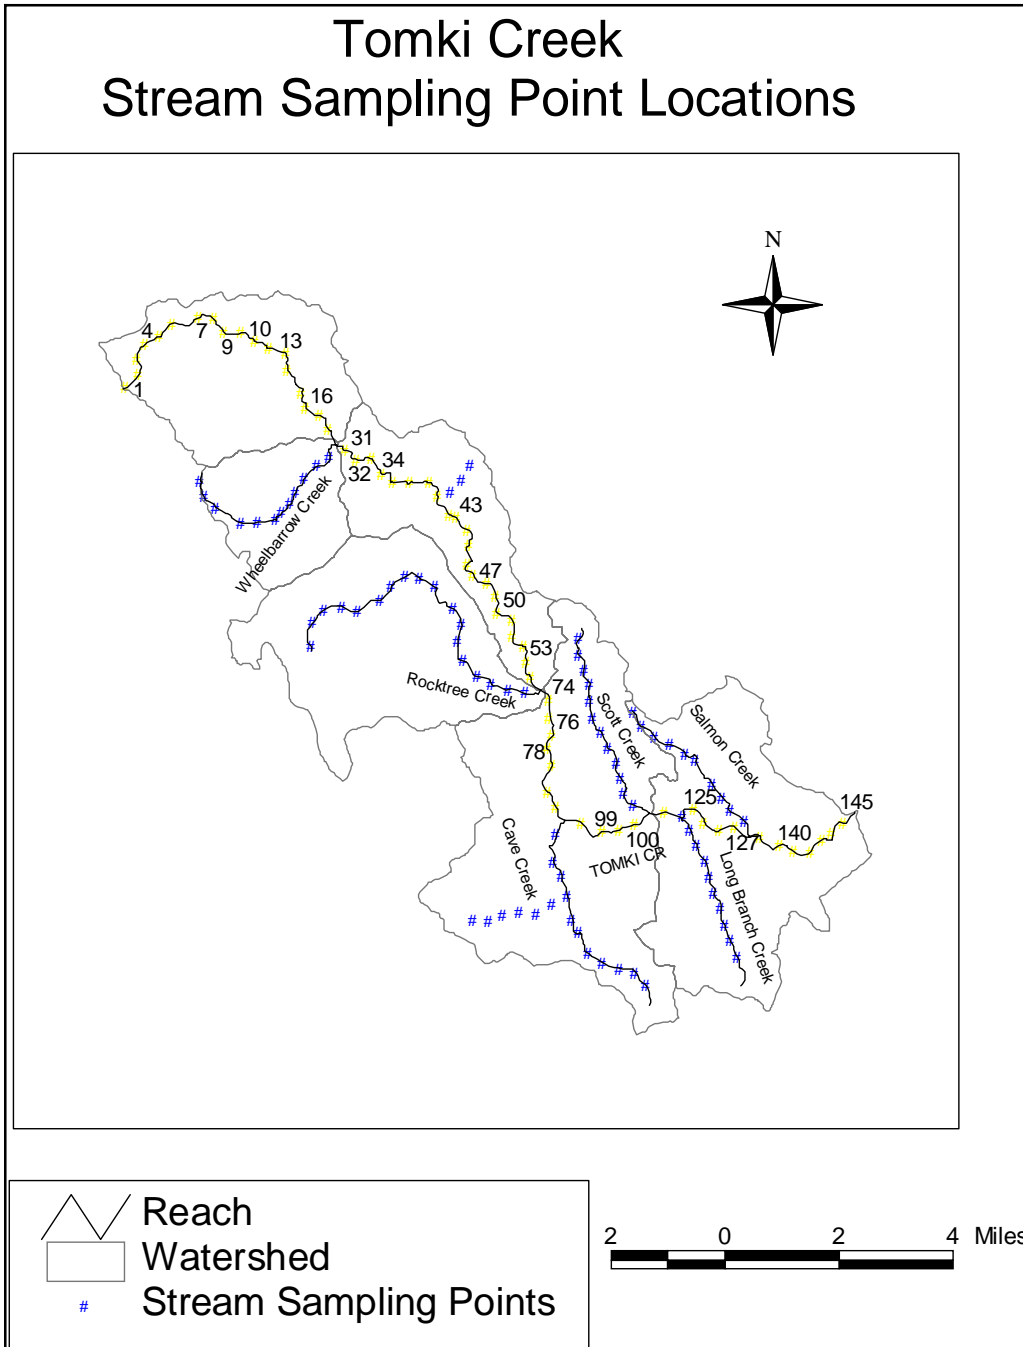 Tomki Creek
Stream Sampling Point Locations
N
4
7
9
10
13
1
16
31
32
34
43
Wheelbarrow Creek
47
50
53
Rocktree Creek
74
76
78
Scott Creek
Salmon Creek
99
100
125
127
140
145
TOMKI CR
Cave Creek
Long Branch Creek
Reach
Watershed
# Stream Sampling Points
2 0 2 4 Miles